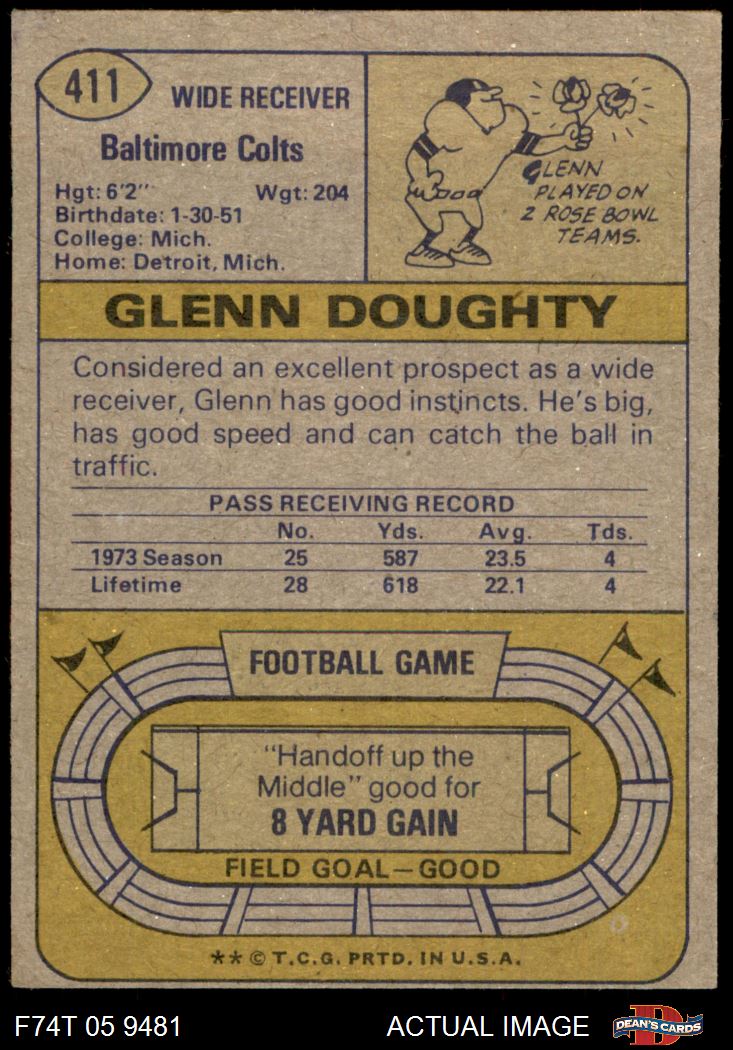 411
WIDE RECEIVER
Baltimore Colts
Hgt: 6'2" Wgt: 204
Birthdate: 1-30-51
College: Mich.
Home: Detroit, Mich.
GLENN
PLAYED ON
2 ROSE BOWL
TEAMS.
GLENN DOUGHTY
Considered an excellent prospect as a wide
receiver, Glenn has good instincts. He's big,
has good speed and can catch the ball in
traffic.
PASS RECEIVING RECORD
No. Yds. Avg. Tds.
1973 Season 25 587 23.5 4
Lifetime 28 618 22.1 4
FOOTBALL GAME
"Handoff up the
Middle" good for
8 YARD GAIN
FIELD GOAL—GOOD
** © T.C.G. PRTD. IN U.S.A.
F74T 05 9481 ACTUAL IMAGE
D
DEAN'S CARDS